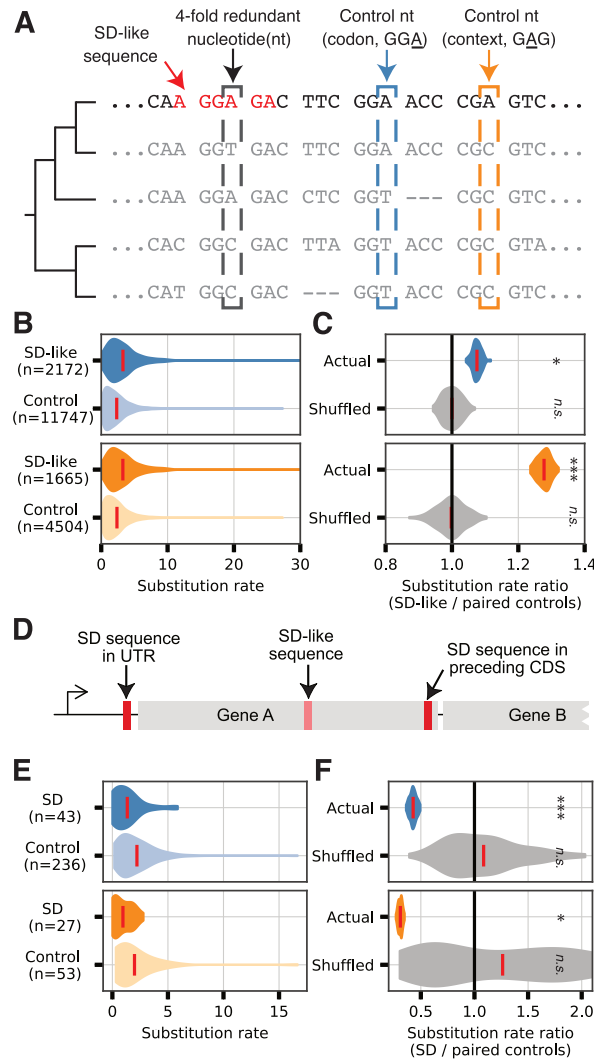 A
SD-like
sequence
4-fold redundant
nucleotide(nt)
Control nt
(codon, GGA)
Control nt
(context, GAG)
...CAA GGAGAC TTC GGA ACC CGA GTC...
...CAA GGT GAC TTC GGA ACC CGC GTC...
...CAA GGA GAC CTC GGT --- CGC GTC...
...CAC GGC GAC TTA GGT ACC CGC GTA...
...CAT GGC GAC --- GGT ACC CGC GTC...
B
SD-like
(n=2172)
Control
(n=11747)
SD-like
(n=1665)
Control
(n=4504)
0 10 20 30
Substitution rate
C
Actual
*
Shuffled
n.s.
Actual
***
Shuffled
n.s.
0.8 1.0 1.2 1.4
Substitution rate ratio
(SD-like / paired controls)
D
SD sequence
in UTR
SD-like
sequence
SD sequence in
preceding CDS
Gene A
Gene B
E
SD
(n=43)
Control
(n=236)
SD
(n=27)
Control
(n=53)
0 5 10 15
Substitution rate
F
Actual
***
Shuffled
n.s.
Actual
*
Shuffled
n.s.
0.5 1.0 1.5 2.0
Substitution rate ratio
(SD / paired controls)